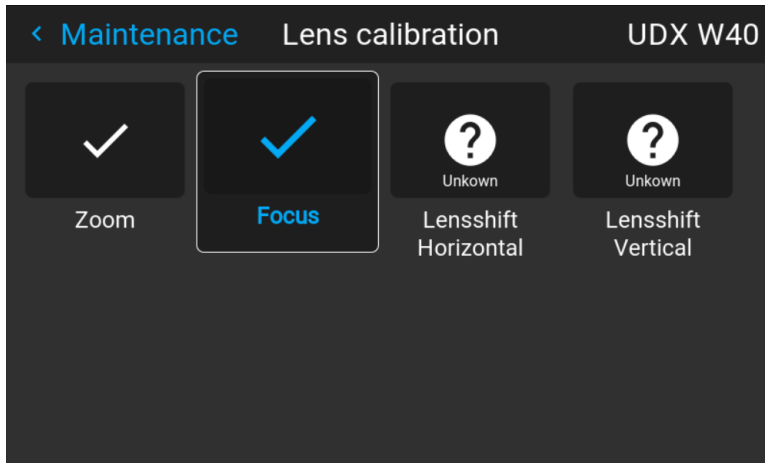 Maintenance Lens calibration UDX W40
Unkown Unkown
Zoom Focus Lensshift Lensshift
Horizontal Vertical